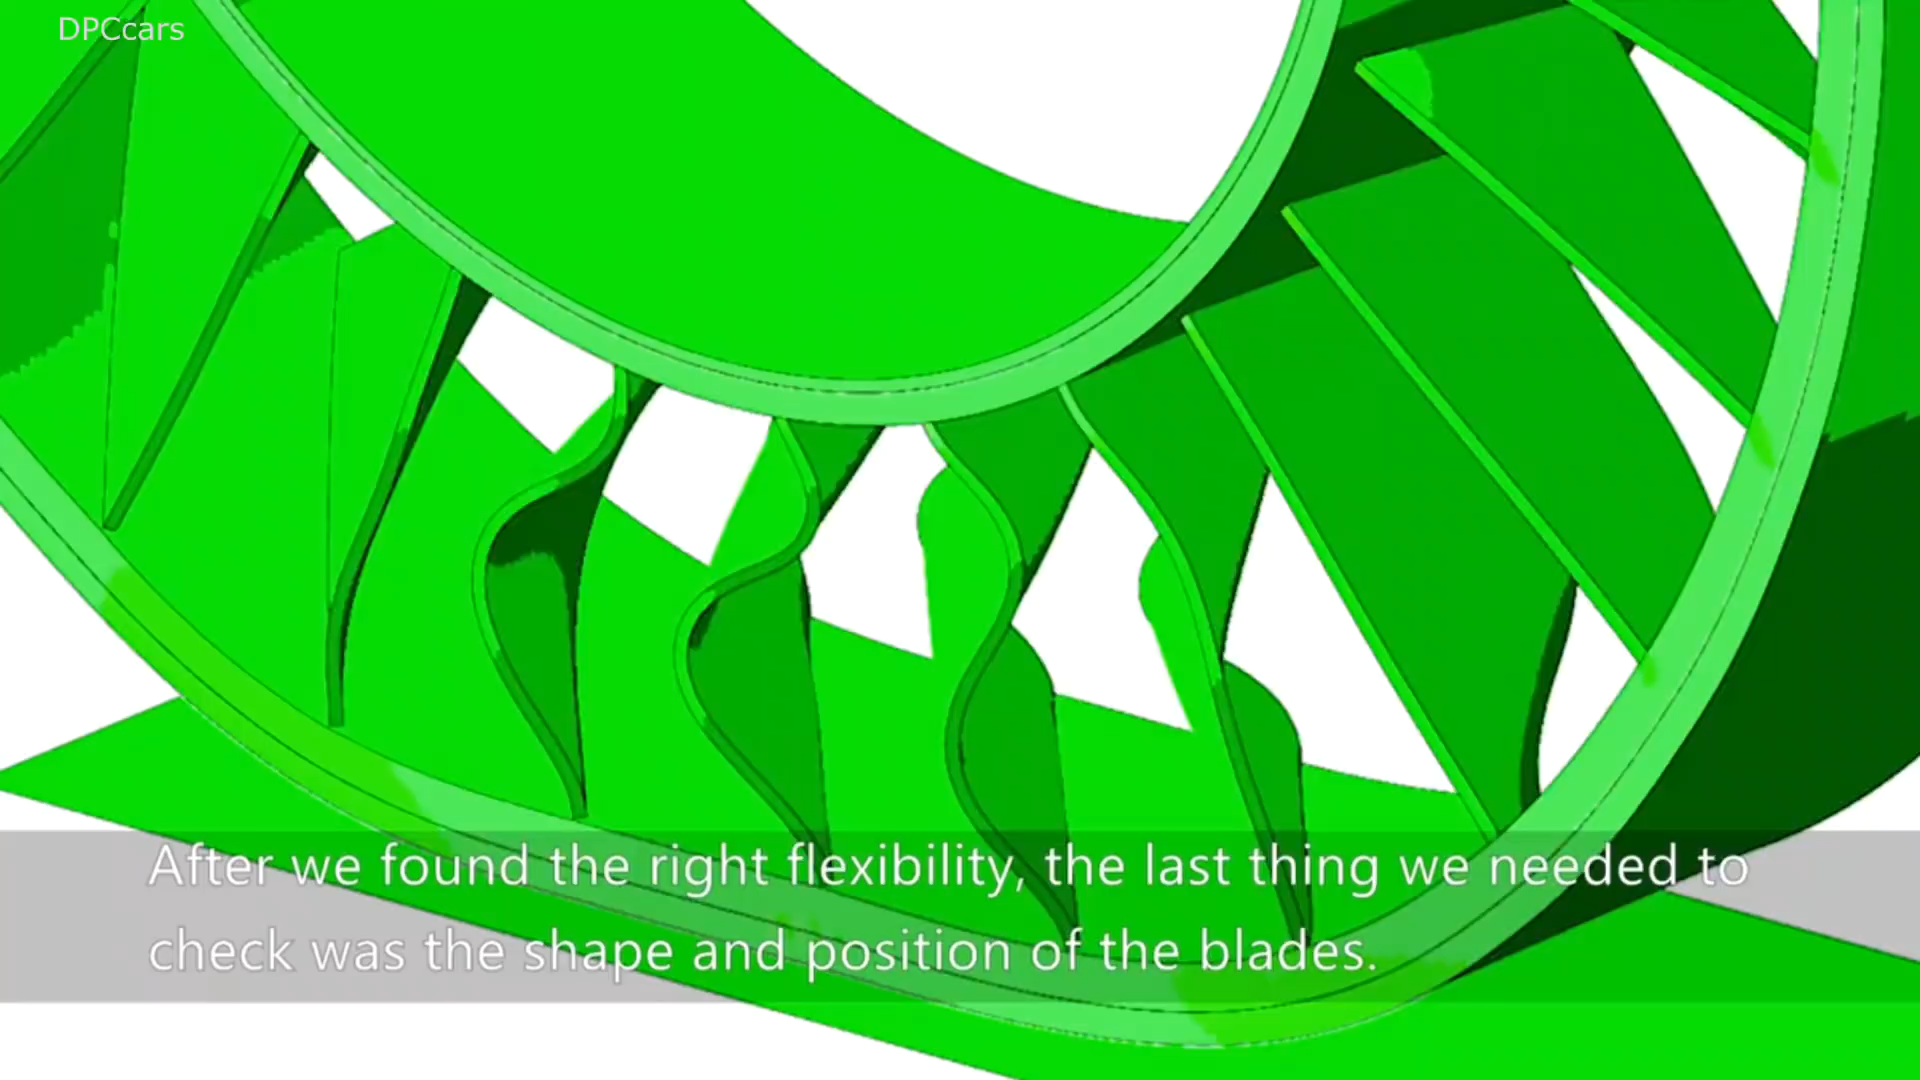 DPCcars
After we found the right flexibility, the last thing we needed to
check was the shape and position of the blades.